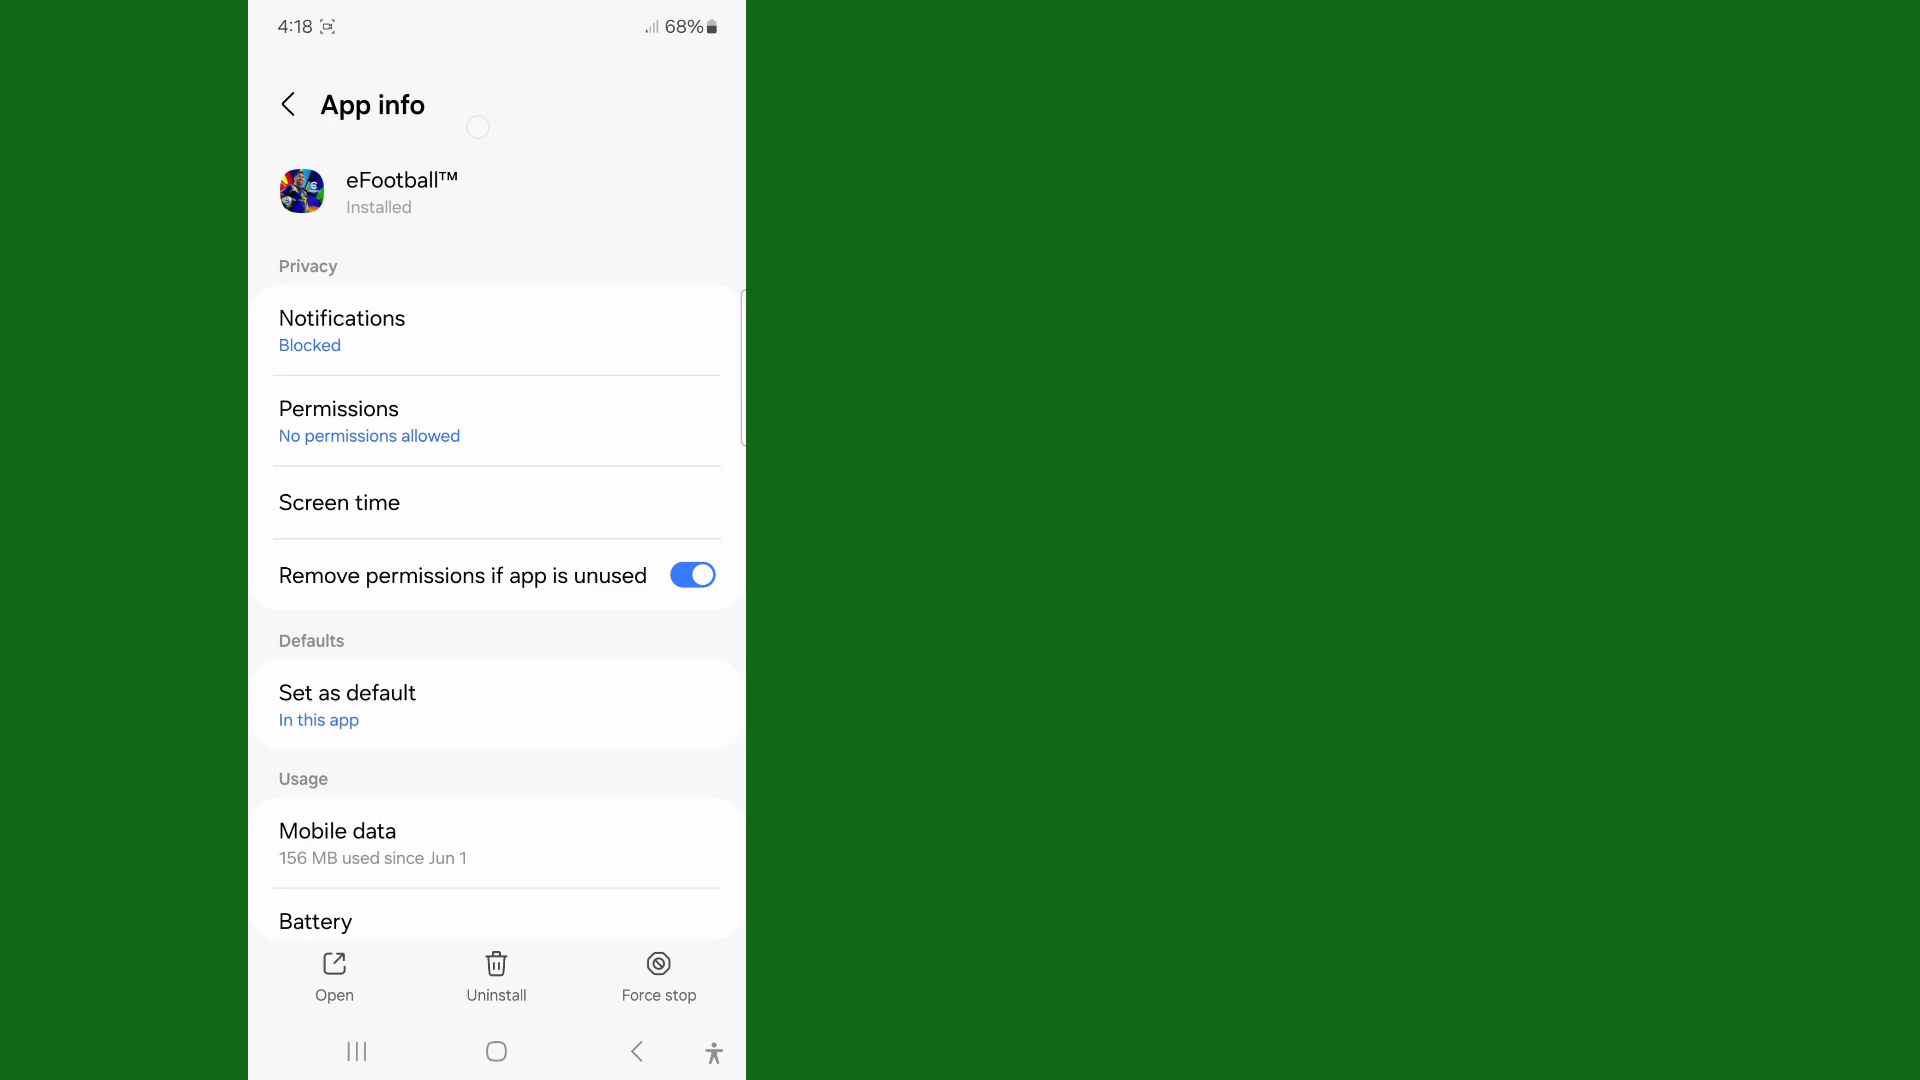 4:18
68%
App info
eFootball™
Installed
Privacy
Notifications
Blocked
Permissions
No permissions allowed
Screen time
Remove permissions if app is unused
Defaults
Set as default
In this app
Usage
Mobile data
156 MB used since Jun 1
Battery
Open
Uninstall
Force stop